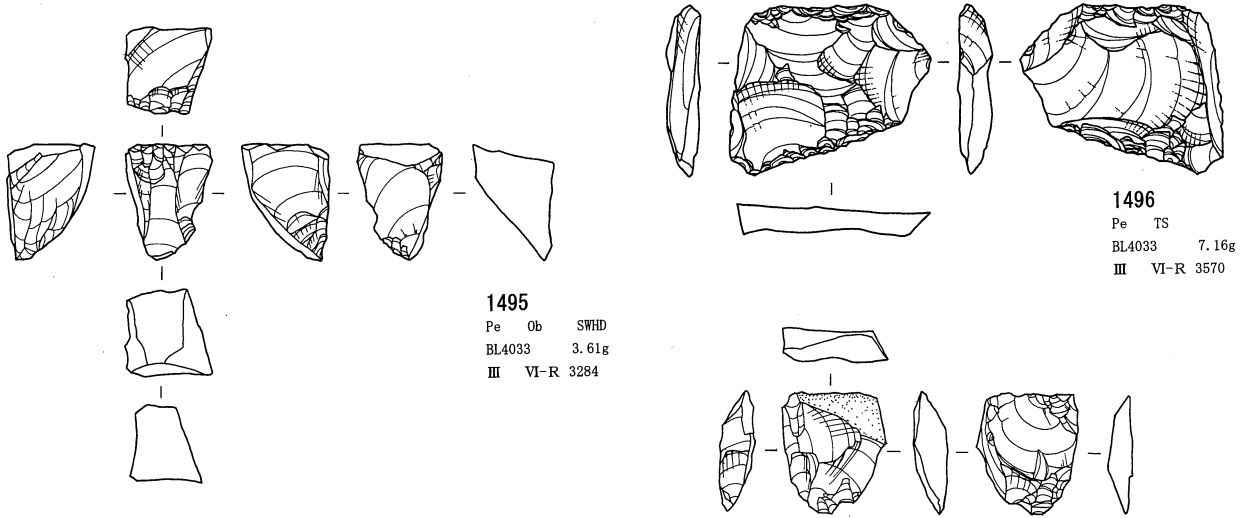 1495
Pe Ob SWHD
BL4033 3.61g
Ⅲ Ⅵ-R 3284
1496
Pe TS
BL4033 7.16g
Ⅲ Ⅵ-R 3570